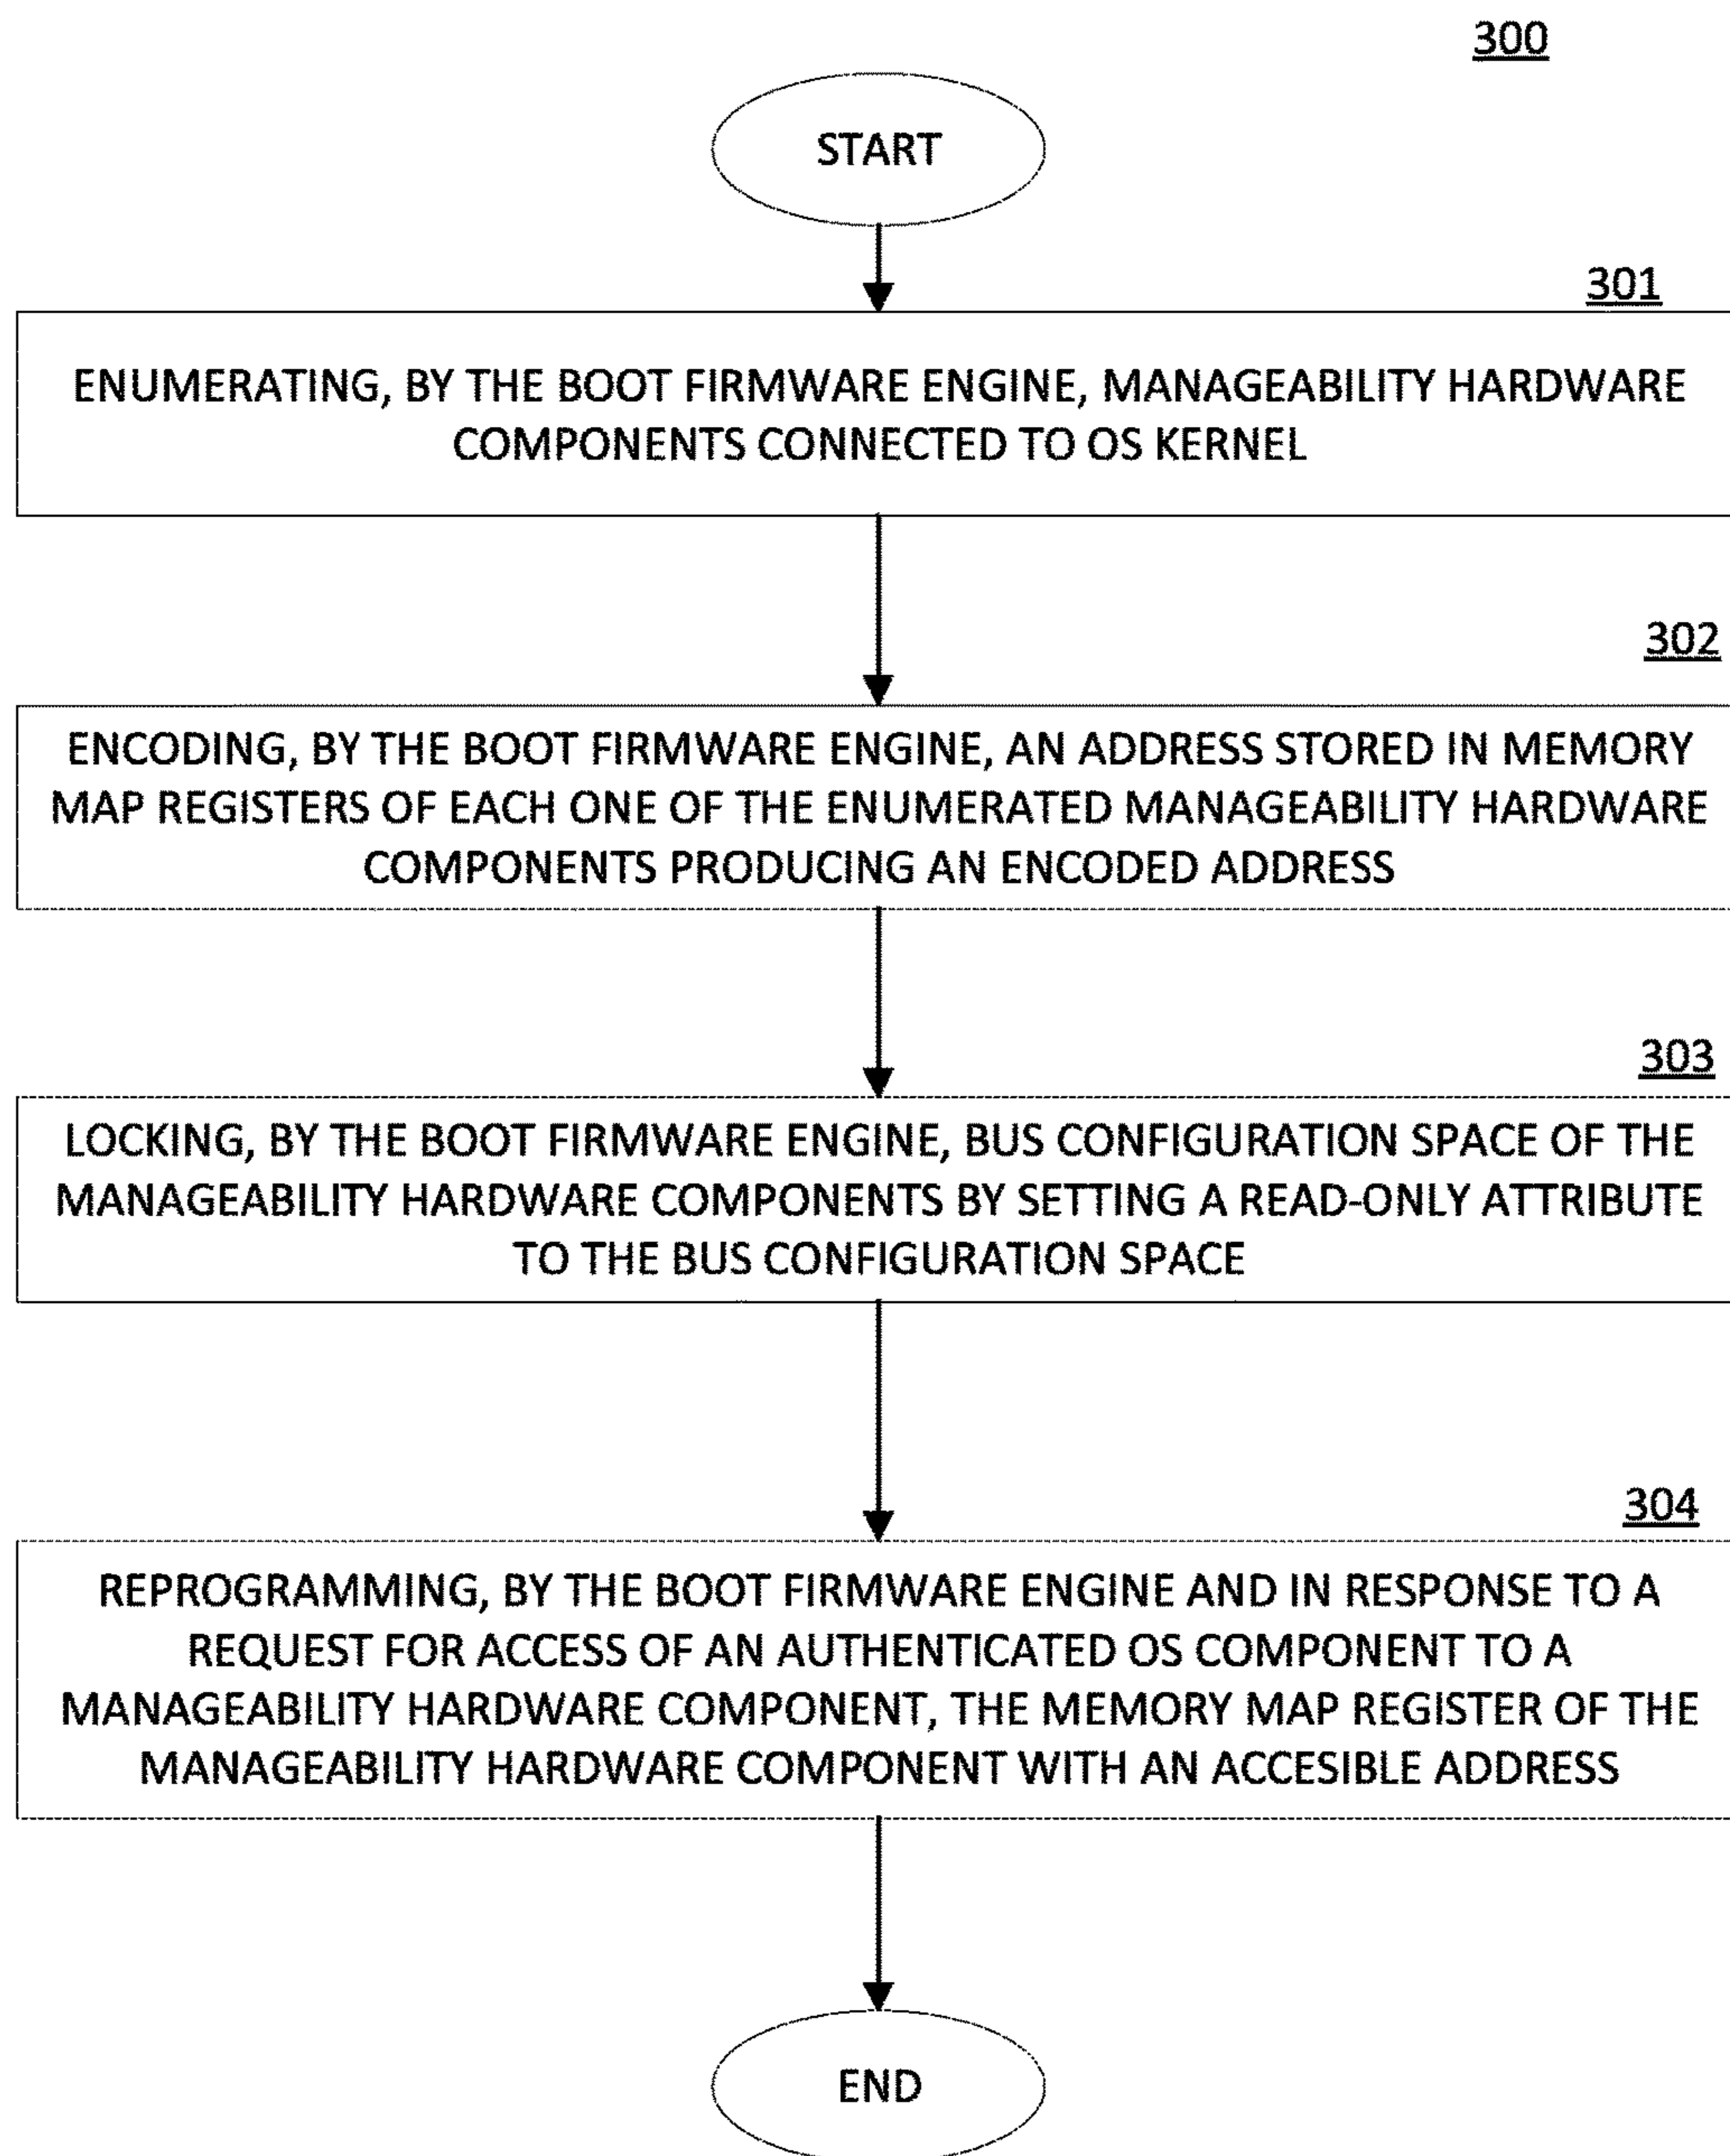 300
START
301
ENUMERATING, BY THE BOOT FIRMWARE ENGINE, MANAGEABILITY HARDWARE
COMPONENTS CONNECTED TO OS KERNEL
302
ENCODING, BY THE BOOT FIRMWARE ENGINE, AN ADDRESS STORED IN MEMORY
MAP REGISTERS OF EACH ONE OF THE ENUMERATED MANAGEABILITY HARDWARE
COMPONENTS PRODUCING AN ENCODED ADDRESS
303
LOCKING, BY THE BOOT FIRMWARE ENGINE, BUS CONFIGURATION SPACE OF THE
MANAGEABILITY HARDWARE COMPONENTS BY SETTING A READ-ONLY ATTRIBUTE
TO THE BUS CONFIGURATION SPACE
304
REPROGRAMMING, BY THE BOOT FIRMWARE ENGINE AND IN RESPONSE TO A
REQUEST FOR ACCESS OF AN AUTHENTICATED OS COMPONENT TO A
MANAGEABILITY HARDWARE COMPONENT, THE MEMORY MAP REGISTER OF THE
MANAGEABILITY HARDWARE COMPONENT WITH AN ACCESIBLE ADDRESS
END